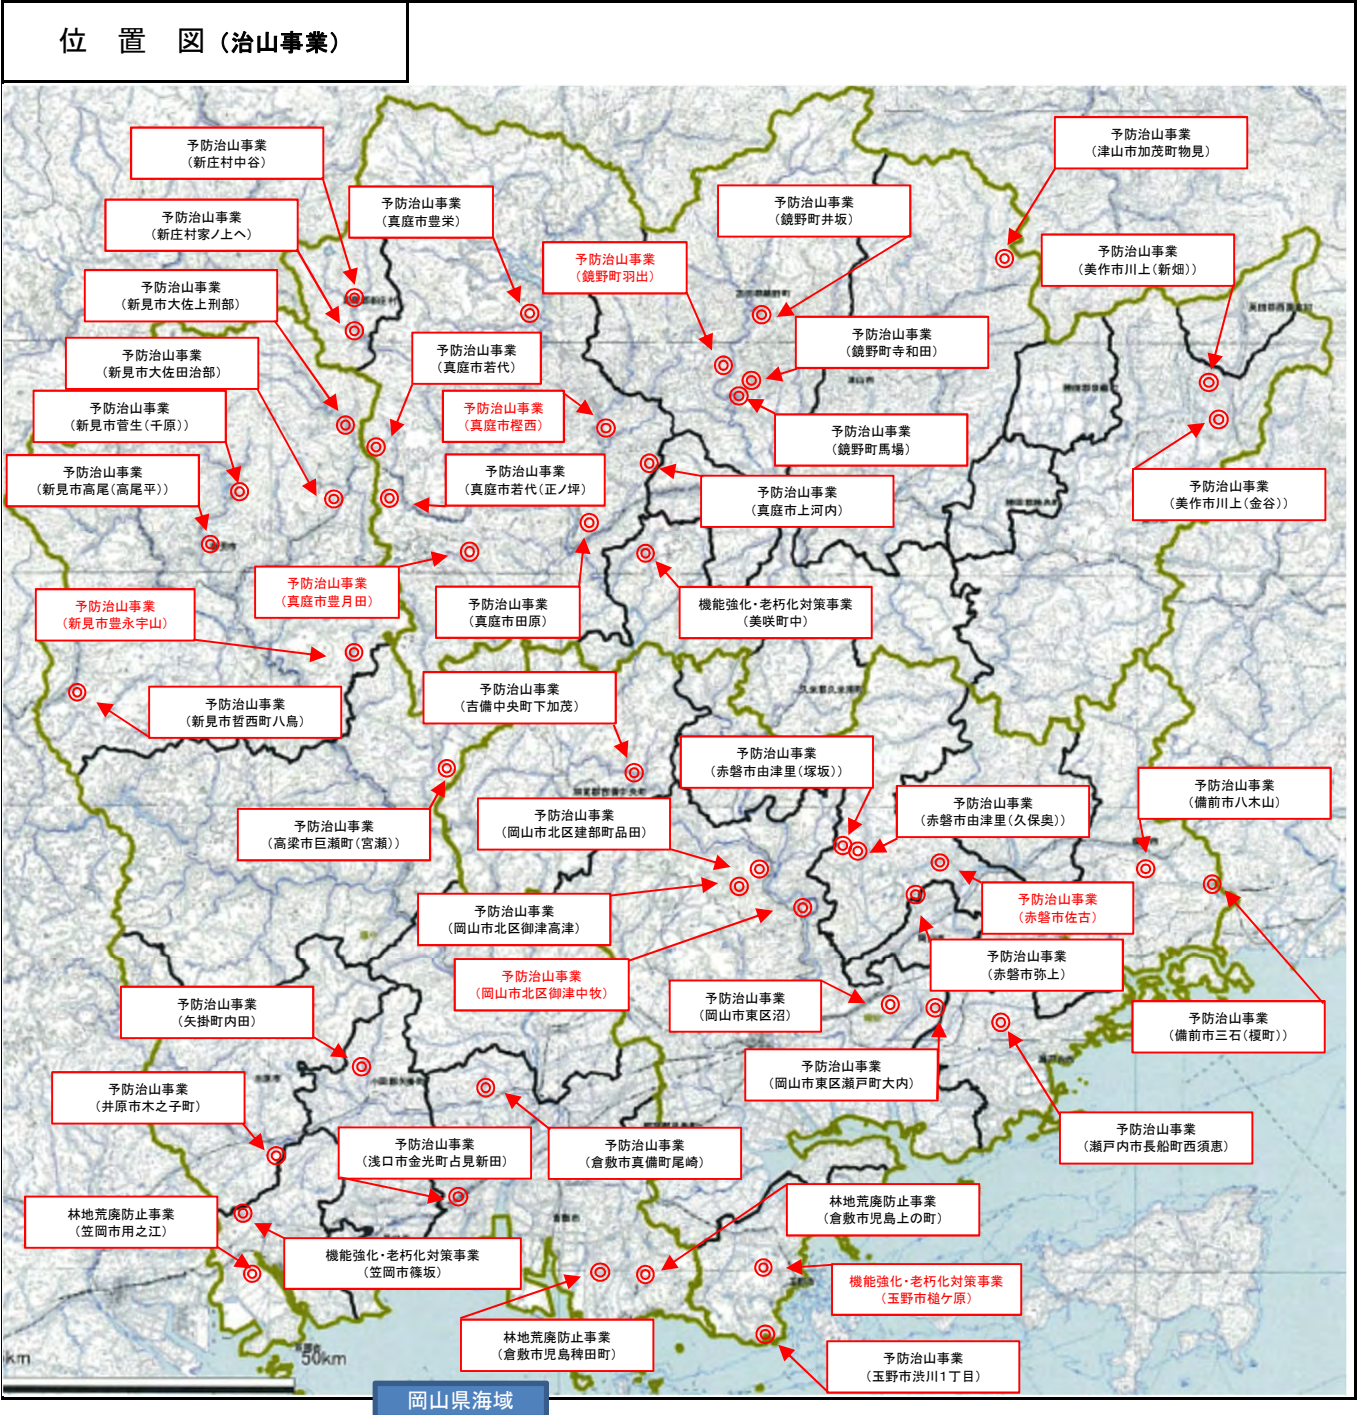 位 置 図（治山事業）
予防治山事業
（新庄村中谷）
予防治山事業
（津山市加茂町物見）
予防治山事業
（真庭市豊栄）
予防治山事業
（鏡野町井坂）
予防治山事業
（新庄村家ノ上へ）
予防治山事業
（鏡野町羽出）
予防治山事業
（美作市川上（新畑））
予防治山事業
（新見市大佐上刑部）
予防治山事業
（鏡野町寺和田）
予防治山事業
（新見市大佐田治部）
予防治山事業
（真庭市若代）
予防治山事業
（新見市菅生（千原））
予防治山事業
（真庭市樫西）
予防治山事業
（鏡野町馬場）
予防治山事業
（新見市高尾（高尾平））
予防治山事業
（真庭市若代（正ノ坪）
予防治山事業
（真庭市上河内）
予防治山事業
（美作市川上（金谷））
予防治山事業
（真庭市豊月田）
予防治山事業
（新見市豊永宇山）
予防治山事業
（真庭市田原）
機能強化・老朽化対策事業
（美咲町中）
予防治山事業
（新見市哲西町八鳥）
予防治山事業
（吉備中央町下加茂）
予防治山事業
（赤磐市由津里（塚坂））
予防治山事業
（備前市八木山）
予防治山事業
（高梁市巨瀬町（宮瀬））
予防治山事業
（岡山市北区建部町品田）
予防治山事業
（赤磐市由津里（久保奥））
予防治山事業
（岡山市北区御津高津）
予防治山事業
（赤磐市佐古）
予防治山事業
（岡山市北区御津中牧）
予防治山事業
（赤磐市弥上）
予防治山事業
（矢掛町内田）
予防治山事業
（岡山市東区沼）
予防治山事業
（備前市三石（榎町））
予防治山事業
（岡山市東区瀬戸町大内）
予防治山事業
（井原市木之子町）
予防治山事業
（浅口市金光町占見新田）
予防治山事業
（倉敷市真備町尾崎）
予防治山事業
（瀬戸内市長船町西須恵）
林地荒廃防止事業
（笠岡市用之江）
林地荒廃防止事業
（倉敷市児島上の町）
機能強化・老朽化対策事業
（笠岡市篠坂）
機能強化・老朽化対策事業
（玉野市槌ケ原）
林地荒廃防止事業
（倉敷市児島稗田町）
予防治山事業
（玉野市渋川１丁目）
km
50km
岡山県海域